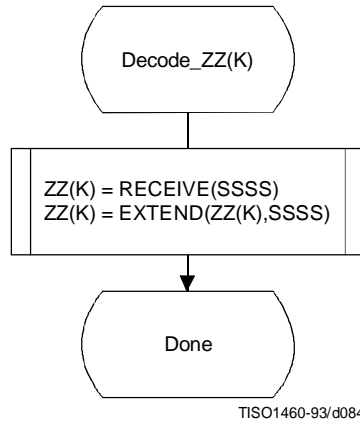 Decode_ZZ(K)
ZZ(K) = RECEIVE(SSSS)
ZZ(K) = EXTEND(ZZ(K),SSSS)
Done
TISO1460-93/d084